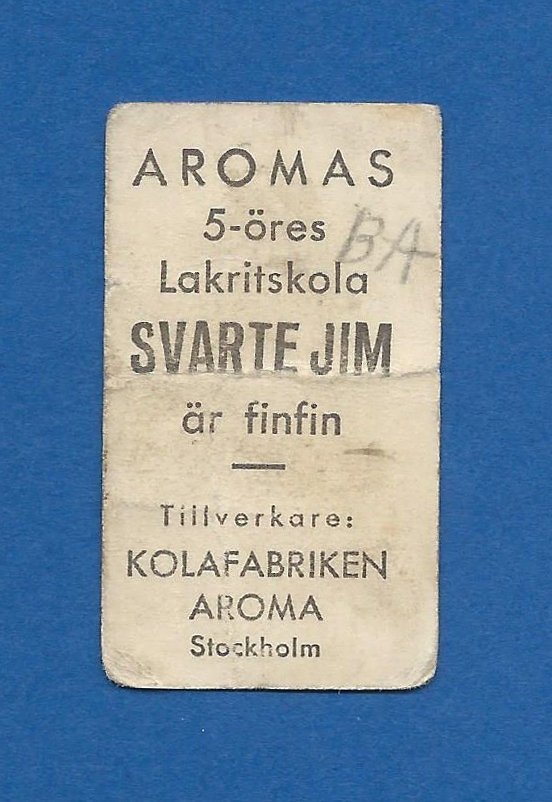 AROMAS
5-öres
BA
Lakritskola
SVARTE JIM
är finfin
Tillverkare:
KOLAFABRIKEN
AROMA
Stockholm